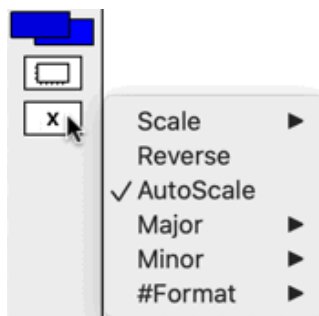 x
Scale
Reverse
✓ AutoScale
Major
Minor
#Format